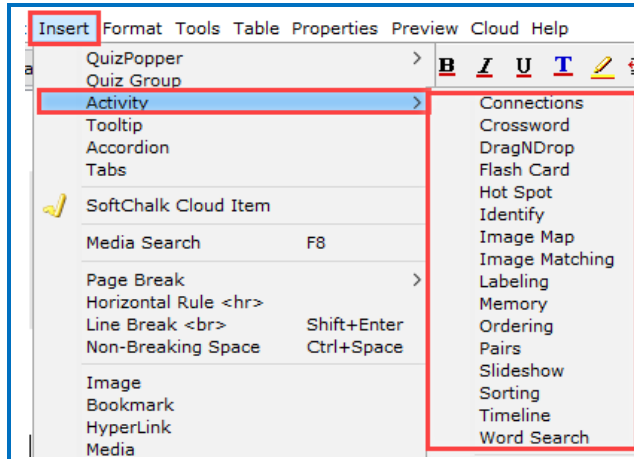 Insert Format Tools Table Properties Preview Cloud Help
QuizPopper >
Quiz Group
Activity >
Tooltip
Accordion
Tabs
SoftChalk Cloud Item
Media Search F8
Page Break >
Horizontal Rule <hr>
Line Break <br> Shift+Enter
Non-Breaking Space Ctrl+Space
Image
Bookmark
HyperLink
Media
B I U T
Connections
Crossword
DragNDrop
Flash Card
Hot Spot
Identify
Image Map
Image Matching
Labeling
Memory
Ordering
Pairs
Slideshow
Sorting
Timeline
Word Search